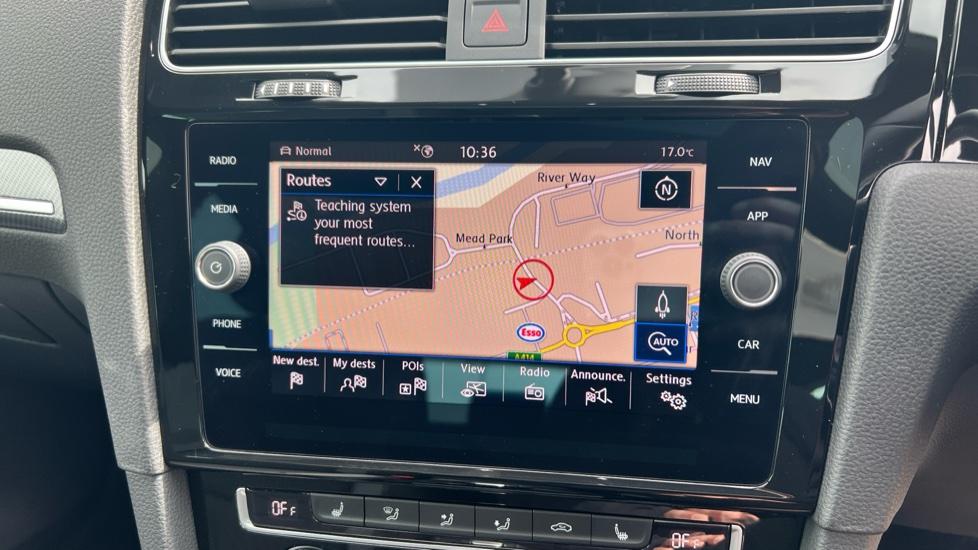 RADIO
MEDIA
PHONE
VOICE
Normal
10:36
17.0°C
Routes
Teaching system
your most
frequent routes...
River Way
Mead Park
North
N
Esso
A414
AUTO
New dest.
My dests
POIs
View
Radio
Announce.
Settings
NAV
APP
CAR
MENU
OFF
OFF